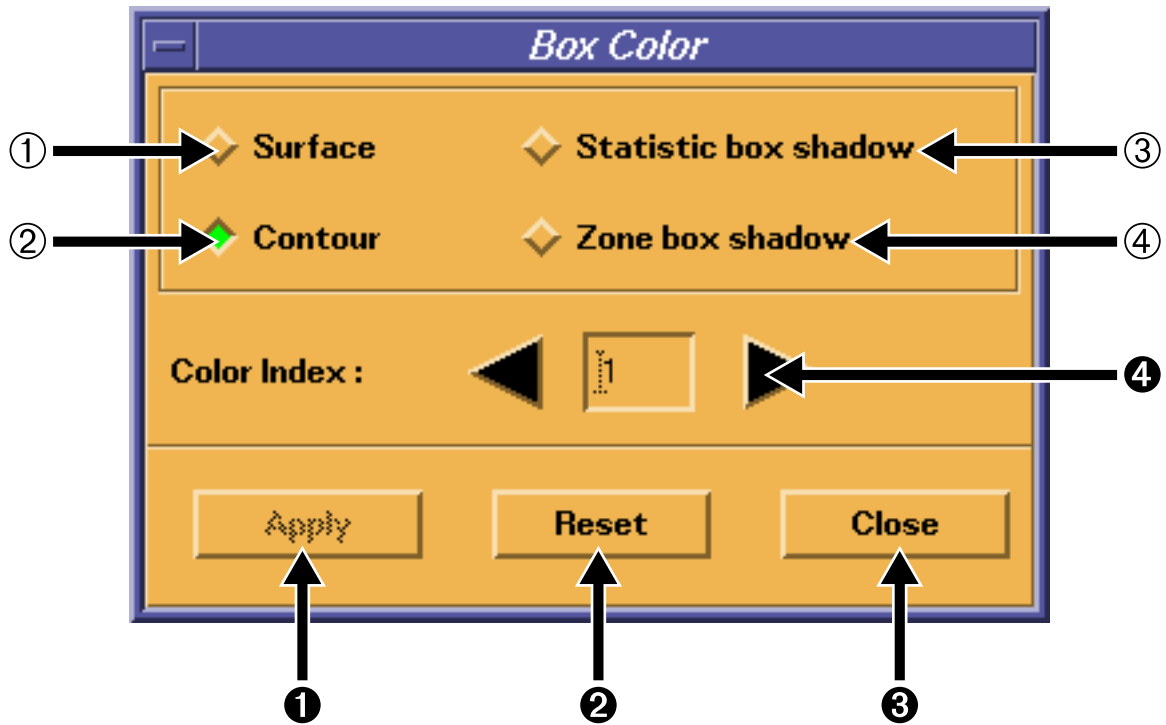 Box Color
① Surface Statistic box shadow ③
② Contour Zone box shadow ④
Color Index : 1 ❹
Apply Reset Close
❶ ❷ ❸